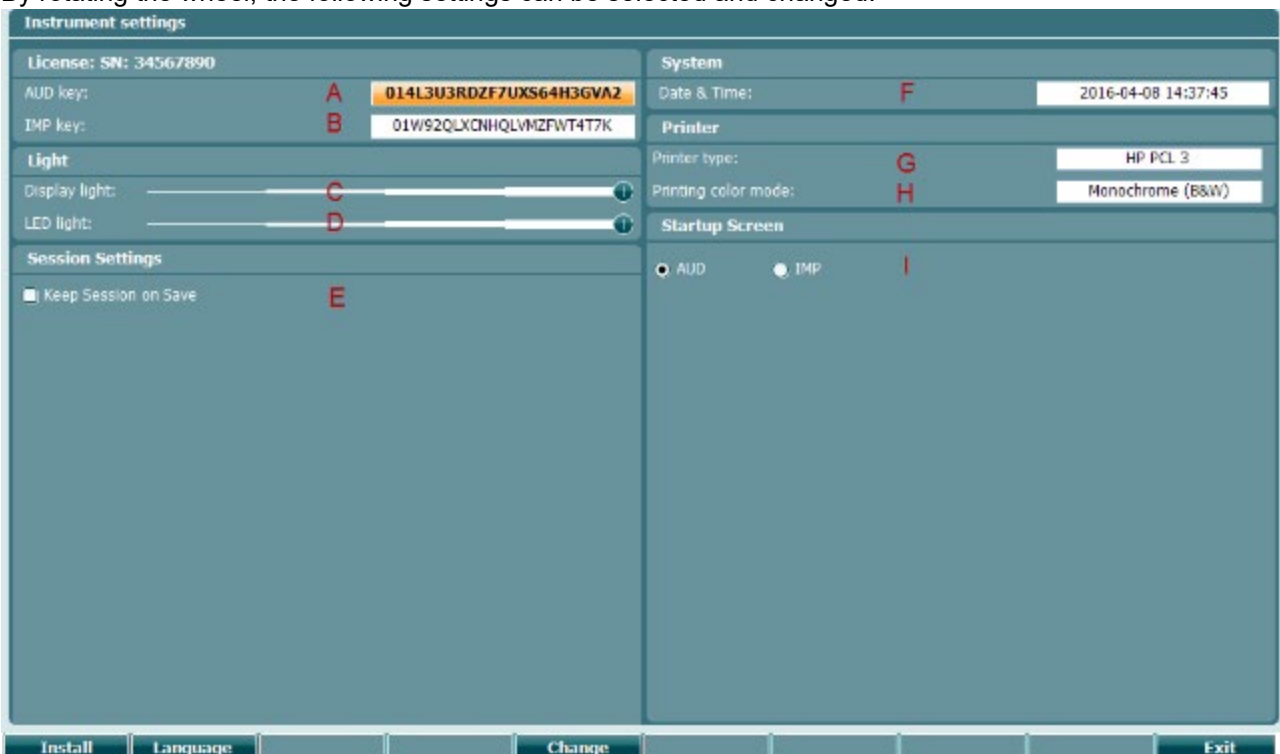 By rotating the wheel, the following settings can be selected and changed:
Instrument settings
License: SN: 34567890
AUD key: A 014L3U3RDZF7UXS64H3GVA2
IMP key: B 01W92QLXCNHQLVMZFWT4T7K
Light
Display light: C
LED light: D
Session Settings
Keep Session on Save E
System
Date & Time: F 2016-04-08 14:37:45
Printer
Printer type: G HP PCL 3
Printing color mode: H Monochrome (B&W)
Startup Screen
AUD IMP I
Install Language Change Exit